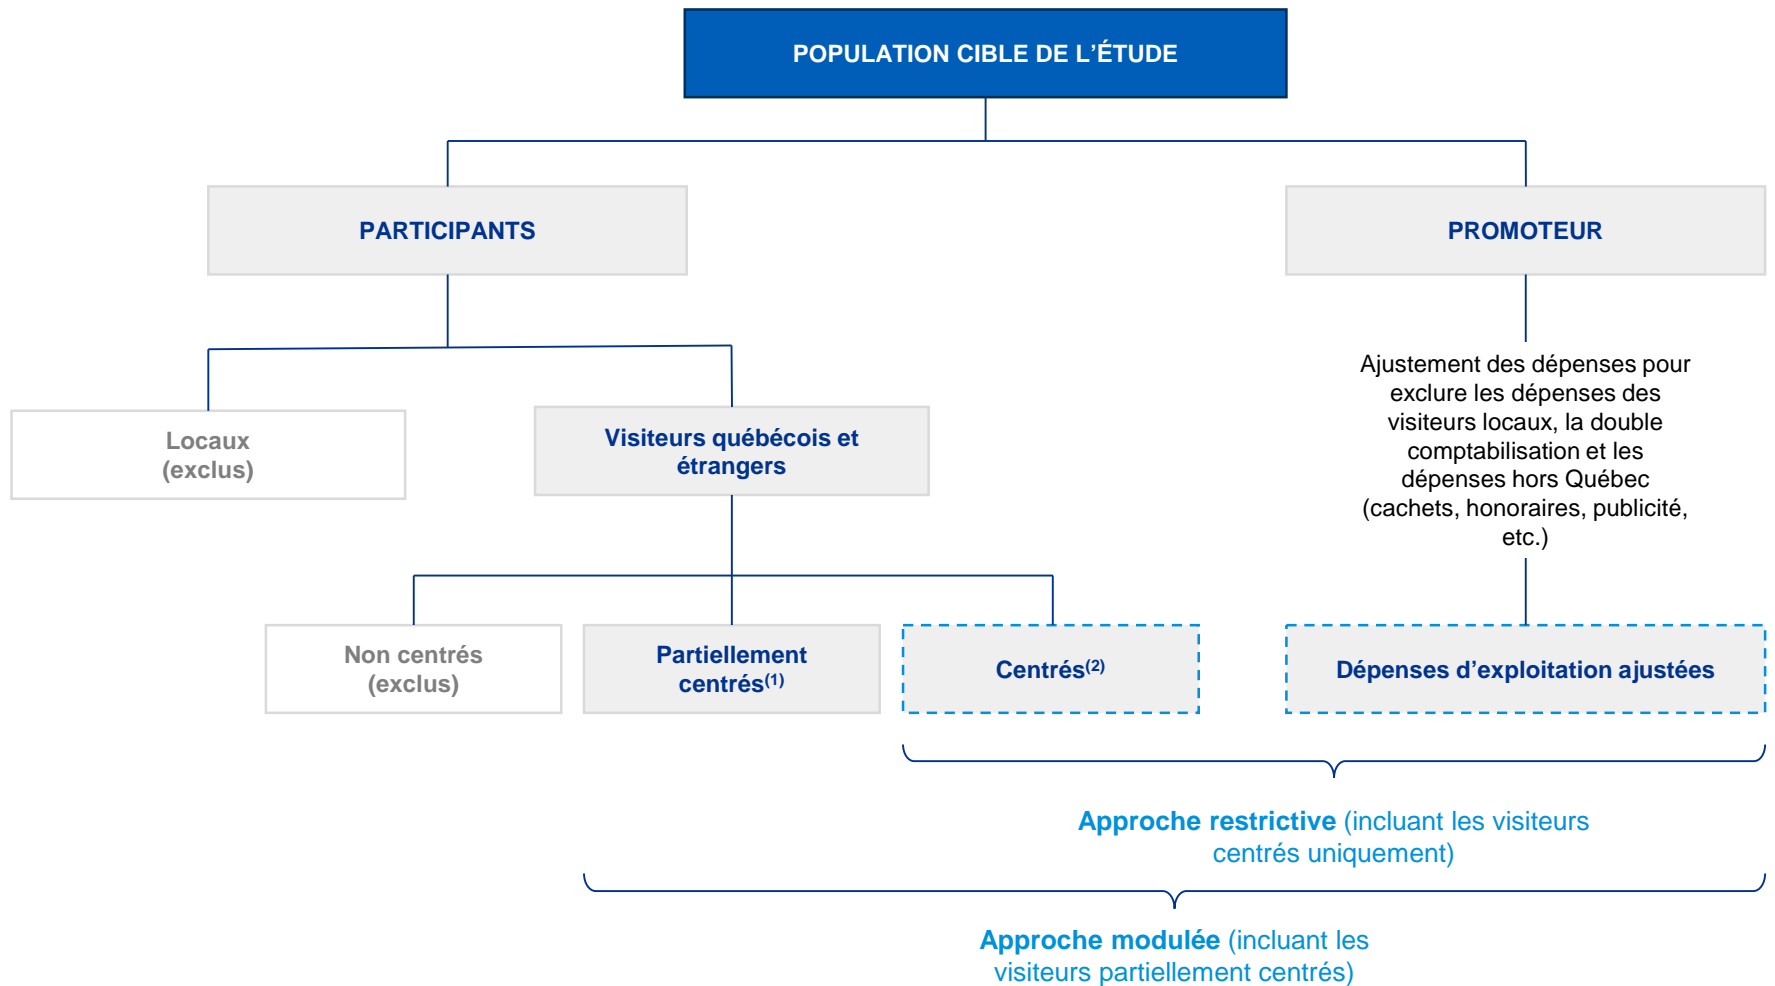 POPULATION CIBLE DE L’ÉTUDE
PARTICIPANTS
PROMOTEUR
Ajustement des dépenses pour
exclure les dépenses des
visiteurs locaux, la double
comptabilisation et les
dépenses hors Québec
(cachets, honoraires, publicité,
etc.)
Locaux
(exclus)
Visiteurs québécois et
étrangers
Non centrés
(exclus)
Partiellement
centrés(1)
Centrés(2)
Dépenses d’exploitation ajustées
Approche restrictive (incluant les visiteurs
centrés uniquement)
Approche modulée (incluant les
visiteurs partiellement centrés)